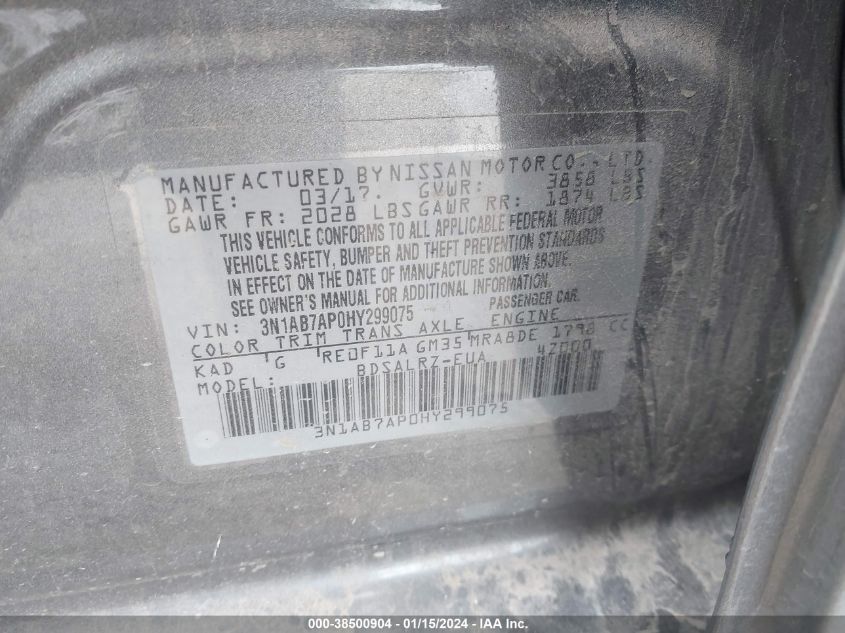 MANUFACTURED BY NISSAN MOTOR CO., LTD.
DATE: 03/17. GVWR: 3858 LBS
GAWR FR: 2028 LBS GAWR RR: 1874 LBS
THIS VEHICLE CONFORMS TO ALL APPLICABLE FEDERAL MOTOR
VEHICLE SAFETY, BUMPER AND THEFT PREVENTION STANDARDS
IN EFFECT ON THE DATE OF MANUFACTURE SHOWN ABOVE.
SEE OWNER'S MANUAL FOR ADDITIONAL INFORMATION.
VIN: 3N1AB7AP0HY299075 PASSENGER CAR
COLOR TRIM TRANS AXLE ENGINE
KAD G RE0F11A GM35 MRA8DE 1798 CC
MODEL: BDSALRZ-EUA 4Z000
3N1AB7AP0HY299075
000-38500904 / 01/15/2024 - IAA Inc.